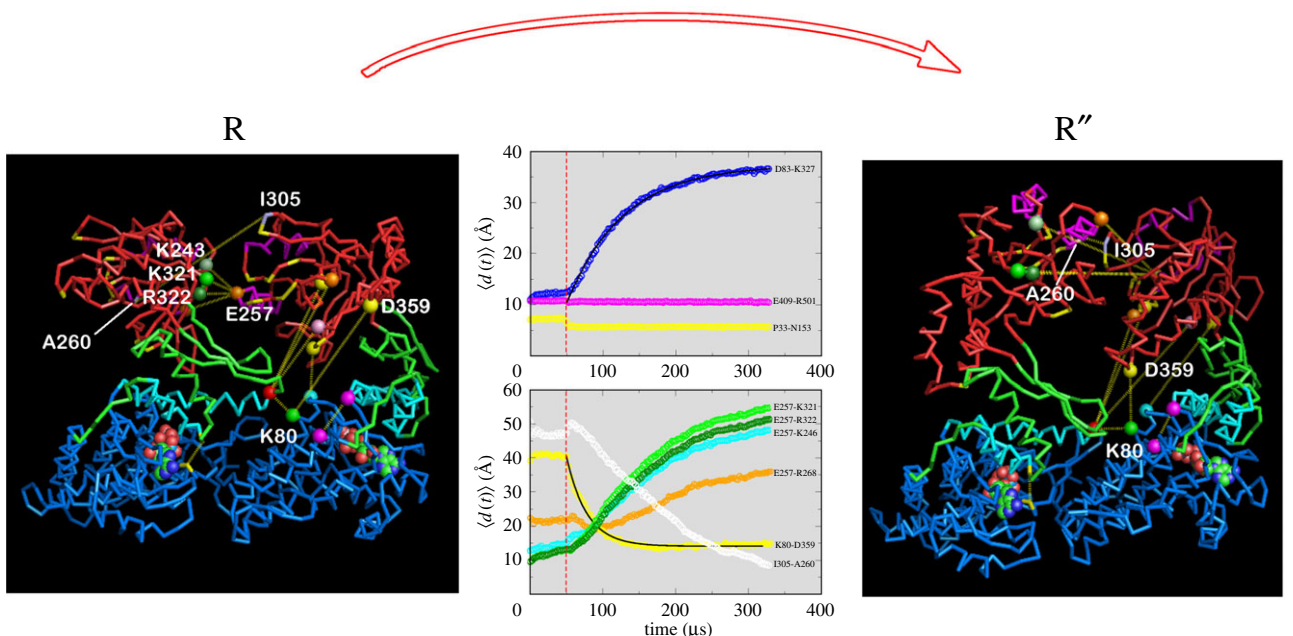 R
R″
I305
K243
K321
R322
E257
D359
A260
K80
40
30
20
10
⟨d (t)⟩ (Å)
D83-K327
E409-R501
P33-N153
0 100 200 300 400
60
50
40
30
20
10
⟨d (t)⟩ (Å)
E257-K321
E257-R322
E257-K246
E257-R268
K80-D359
I305-A260
0 100 200 300 400
time (µs)
I305
A260
D359
K80